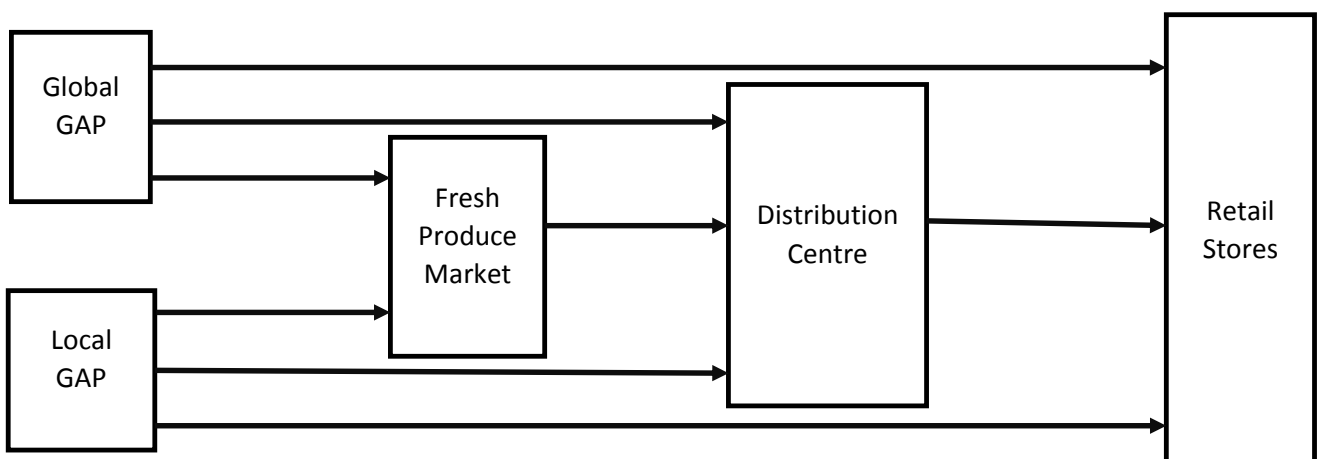 Global
GAP
Fresh
Produce
Market
Distribution
Centre
Retail
Stores
Local
GAP